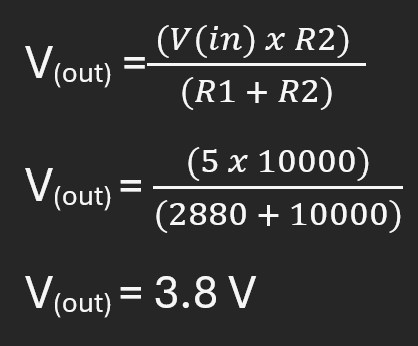 V(out) = (V(in) x R2) / (R1 + R2)
V(out) = (5 x 10000) / (2880 + 10000)
V(out) = 3.8 V